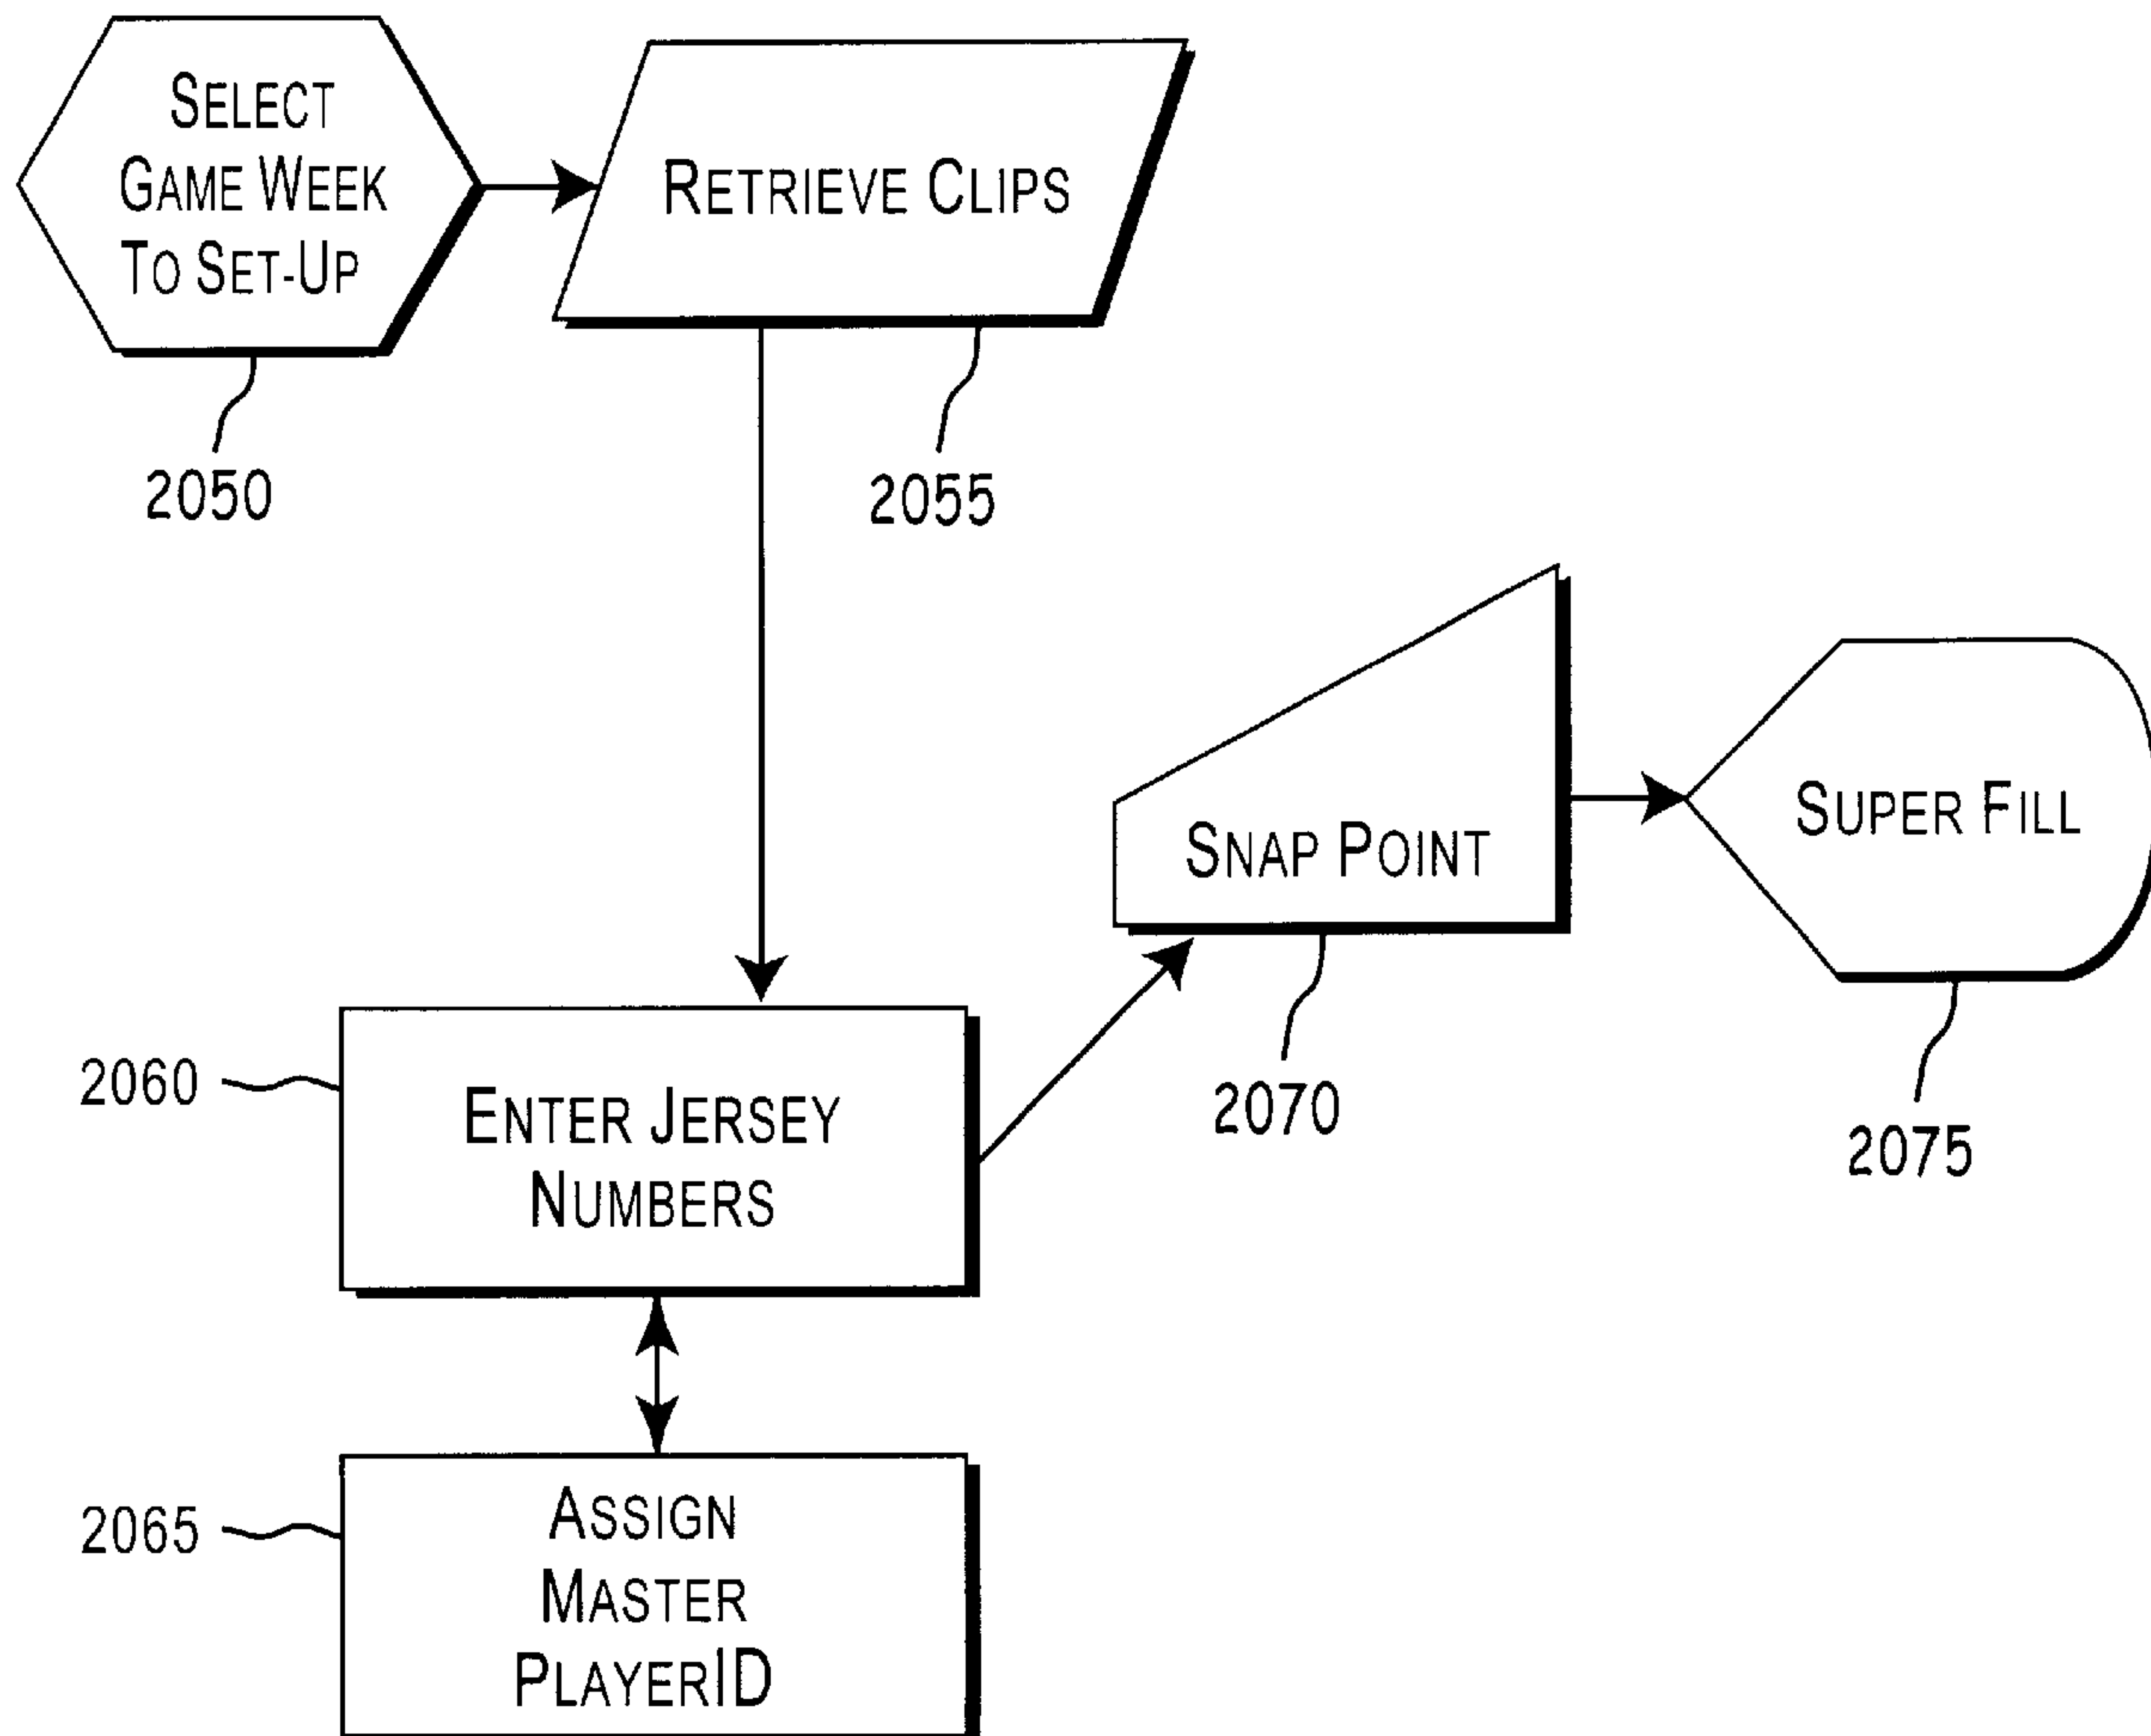 SELECT
GAME WEEK
TO SET-UP
2050
RETRIEVE CLIPS
2055
2060
ENTER JERSEY
NUMBERS
2065
ASSIGN
MASTER
PLAYERID
SNAP POINT
2070
SUPER FILL
2075